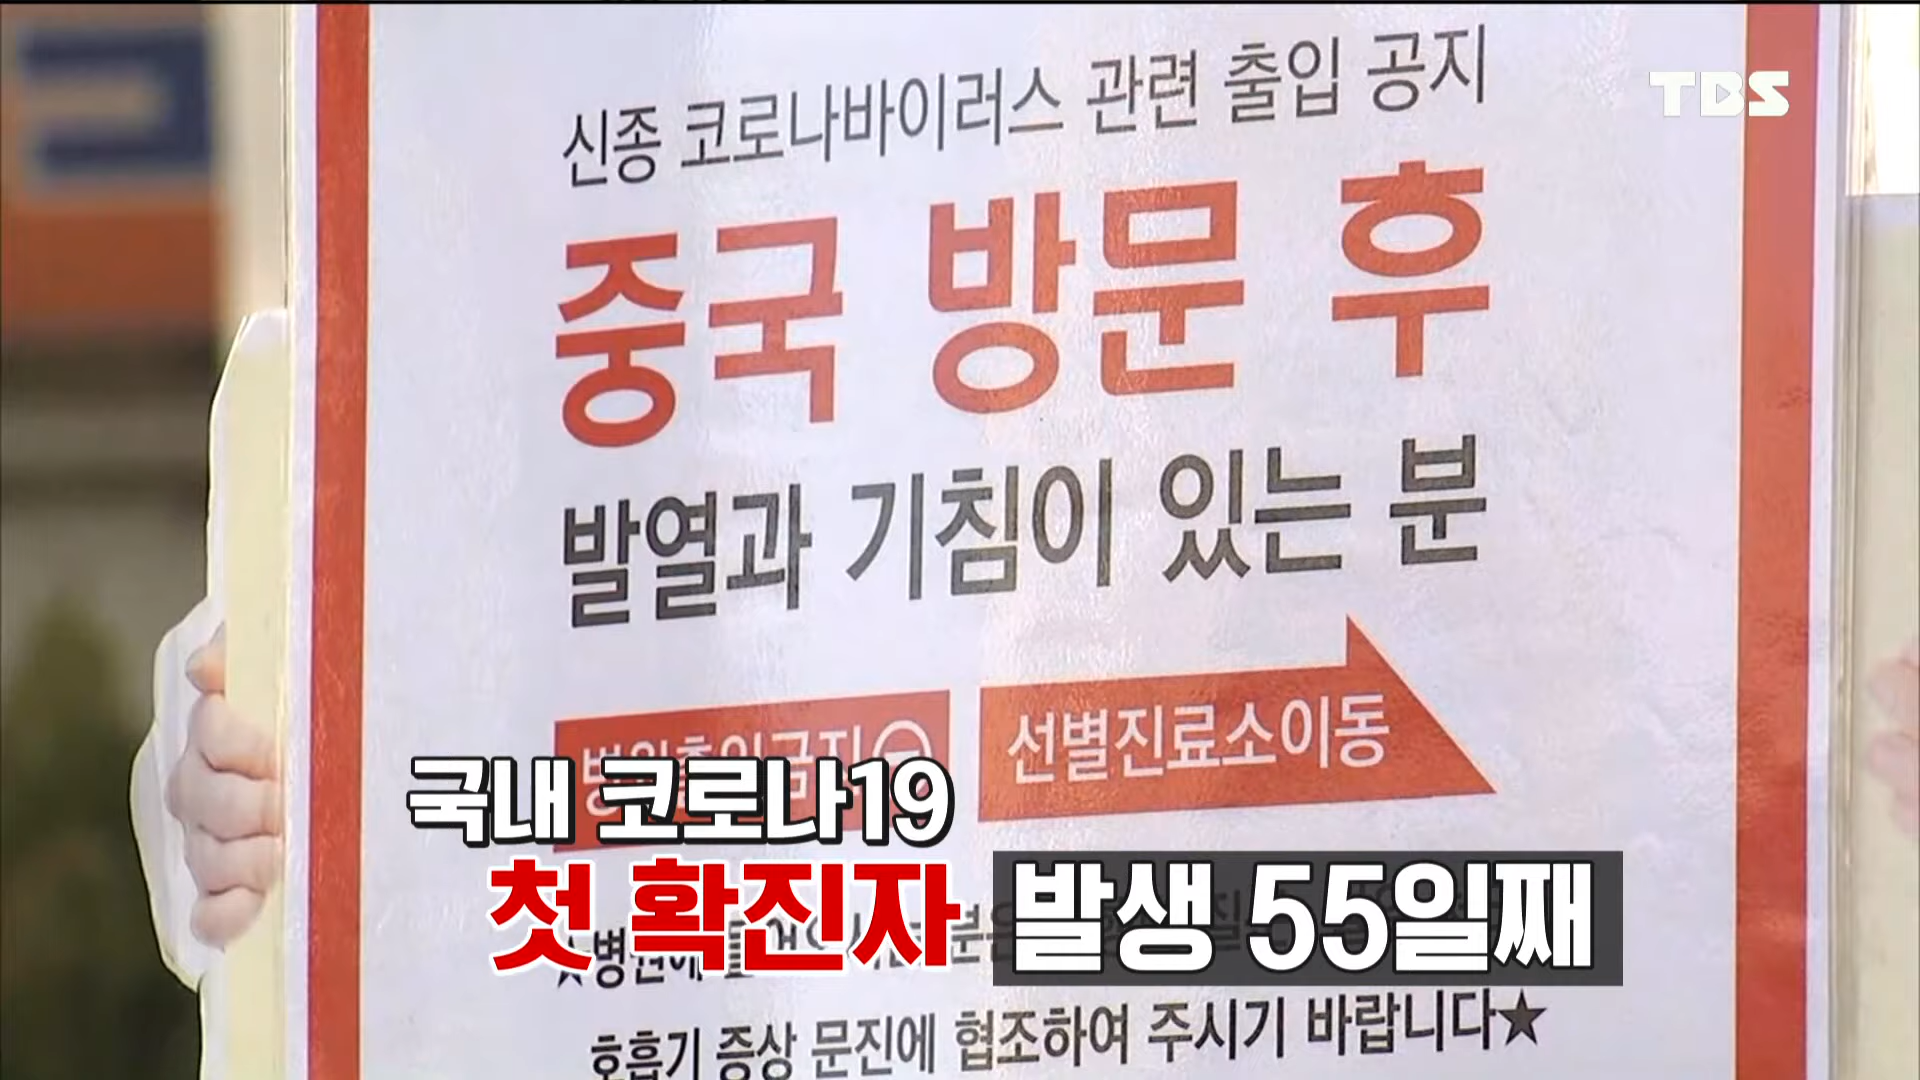 TBS
신종 코로나바이러스 관련 출입 공지
중국 방문 후
발열과 기침이 있는 분
선별진료소이동
국내 코로나19
첫 확진자 발생 55일째
호흡기 증상 문진에 협조하여 주시기 바랍니다★